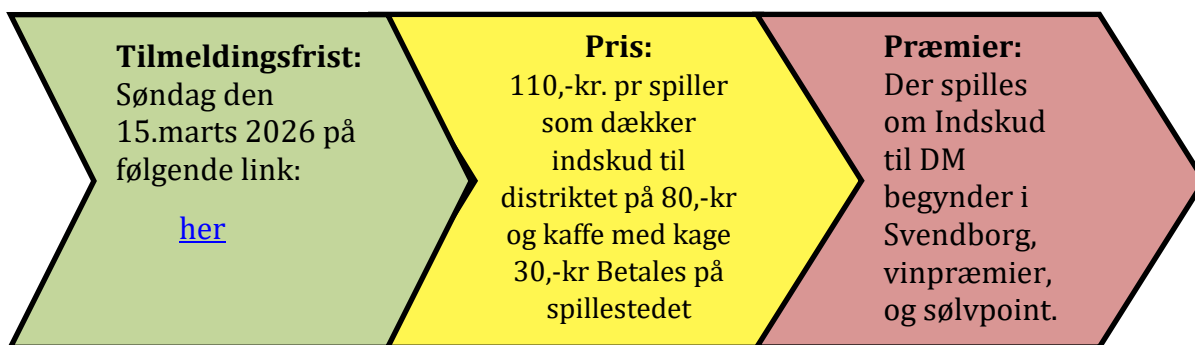 Tilmeldingsfrist:
Søndag den
15.marts 2026 på
følgende link:
her
Pris:
110,-kr. pr spiller
som dækker
indskud til
distriktet på 80,-kr
og kaffe med kage
30,-kr Betales på
spillestedet
Præmier:
Der spilles
om Indskud
til DM
begynder i
Svendborg,
vinpræmier,
og sølvpoint.